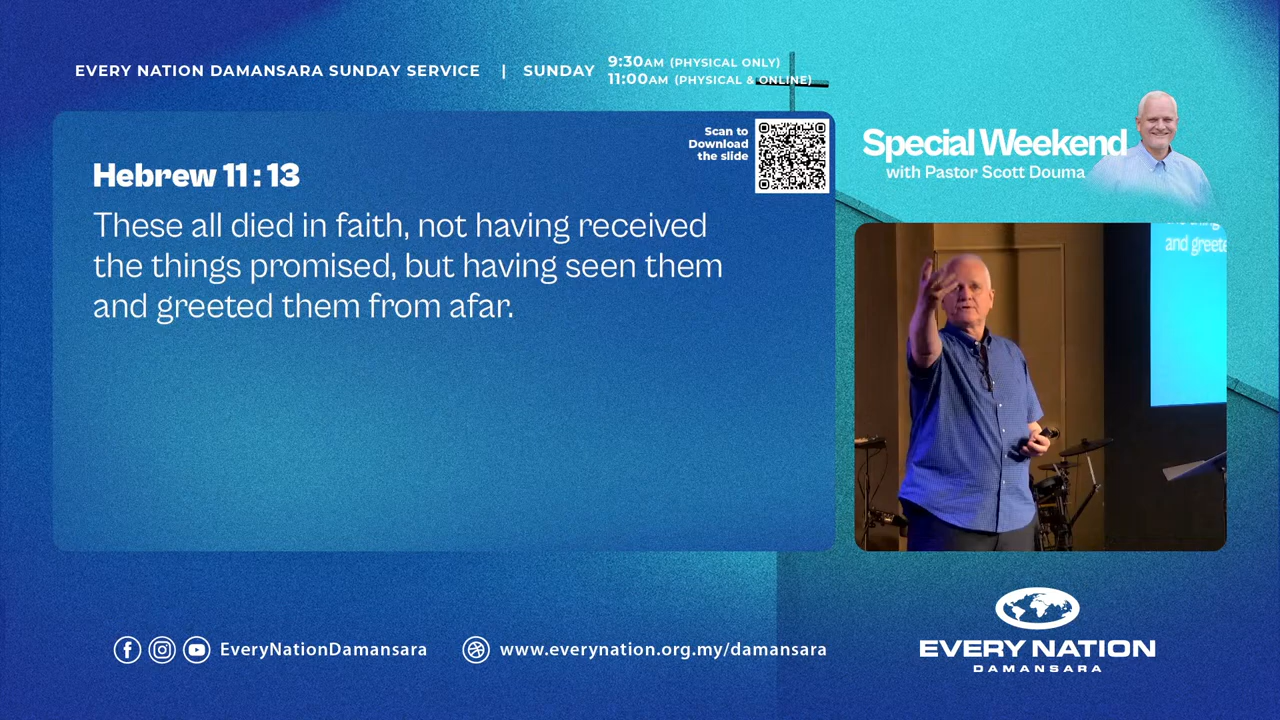 EVERY NATION DAMANSARA SUNDAY SERVICE | SUNDAY
9:30AM (PHYSICAL ONLY)
11:00AM (PHYSICAL & ONLINE)
Scan to
Download
the slide
Hebrew 11 : 13
These all died in faith, not having received
the things promised, but having seen them
and greeted them from afar.
Special Weekend
with Pastor Scott Douma
and greete
EveryNationDamansara
www.everynation.org.my/damansara
EVERY NATION
DAMANSARA